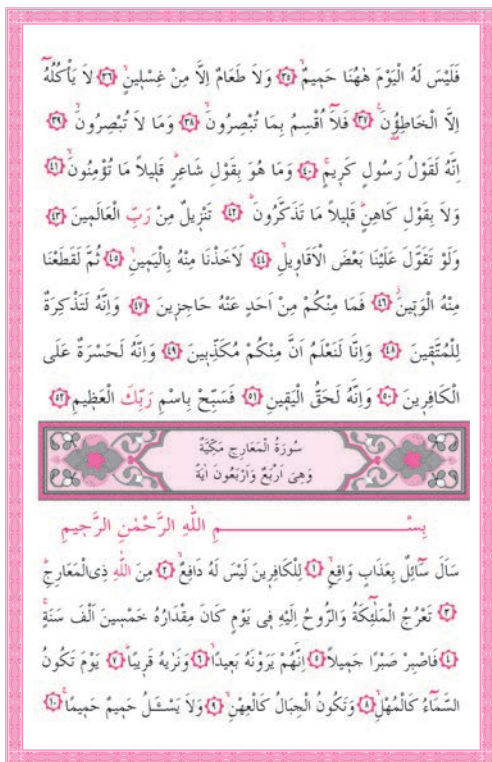 فَلَيْسَ لَهُ الْيَوْمَ هٰهُنَا حَمِيمٌۙ ﴿٣٥﴾ وَلَا طَعَامٌ اِلَّا مِنْ غِسْلِينٍۙ ﴿٣٦﴾ لَا يَأْكُلُهُٓ
اِلَّا الْخَاطِؤُ۫نَ۟ ﴿٣٧﴾ فَلَٓا اُقْسِمُ بِمَا تُبْصِرُونَۙ ﴿٣٨﴾ وَمَا لَا تُبْصِرُونَۙ ﴿٣٩﴾
اِنَّهُ لَقَوْلُ رَسُولٍ كَرِيمٍۚ ﴿٤٠﴾ وَمَا هُوَ بِقَوْلِ شَاعِرٍۜ قَلِيلًا مَا تُؤْمِنُونَۙ ﴿٤١﴾
وَلَا بِقَوْلِ كَاهِنٍۜ قَلِيلًا مَا تَذَكَّرُونَۜ ﴿٤٢﴾ تَنْزِيلٌ مِنْ رَبِّ الْعَالَمِينَ ﴿٤٣﴾
وَلَوْ تَقَوَّلَ عَلَيْنَا بَعْضَ الْاَقَاوِيلِۙ ﴿٤٤﴾ لَاَخَذْنَا مِنْهُ بِالْيَمِينِۙ ﴿٤٥﴾ ثُمَّ لَقَطَعْنَا
مِنْهُ الْوَتِينَۘ ﴿٤٦﴾ فَمَا مِنْكُمْ مِنْ اَحَدٍ عَنْهُ حَاجِزِينَ ﴿٤٧﴾ وَاِنَّهُ لَتَذْكِرَةٌ
لِلْمُتَّقِينَ ﴿٤٨﴾ وَاِنَّا لَنَعْلَمُ اَنَّ مِنْكُمْ مُكَذِّبِينَ ﴿٤٩﴾ وَاِنَّهُ لَحَسْرَةٌ عَلَى
الْكَافِرِينَ ﴿٥٠﴾ وَاِنَّهُ لَحَقُّ الْيَقِينِ ﴿٥١﴾ فَسَبِّحْ بِاسْمِ رَبِّكَ الْعَظِيمِ ﴿٥٢﴾
سُورَةُ الْمَعَارِجِ مَكِّيَّةٌ
وَهِيَ اَرْبَعٌ وَاَرْبَعُونَ اٰيَةً
بِسْمِ اللّٰهِ الرَّحْمٰنِ الرَّحِيمِ
سَاَلَ سَٓائِلٌ بِعَذَابٍ وَاقِعٍۙ ﴿١﴾ لِلْكَافِرِينَ لَيْسَ لَهُ دَافِعٌۙ ﴿٢﴾ مِنَ اللّٰهِ ذِي الْمَعَارِجِۜ
﴿٣﴾ تَعْرُجُ الْمَلٰٓئِكَةُ وَالرُّوحُ اِلَيْهِ فِي يَوْمٍ كَانَ مِقْدَارُهُ خَمْسِينَ اَلْفَ سَنَةٍۚ
﴿٤﴾ فَاصْبِرْ صَبْرًا جَمِيلًا ﴿٥﴾ اِنَّهُمْ يَرَوْنَهُ بَعِيدًاۙ ﴿٦﴾ وَنَرٰيهُ قَرِيبًاۜ ﴿٧﴾ يَوْمَ تَكُونُ
السَّمَٓاءُ كَالْمُهْلِۙ ﴿٨﴾ وَتَكُونُ الْجِبَالُ كَالْعِهْنِۙ ﴿٩﴾ وَلَا يَسْـَٔلُ حَمِيمٌ حَمِيمًاۚ ﴿١٠﴾